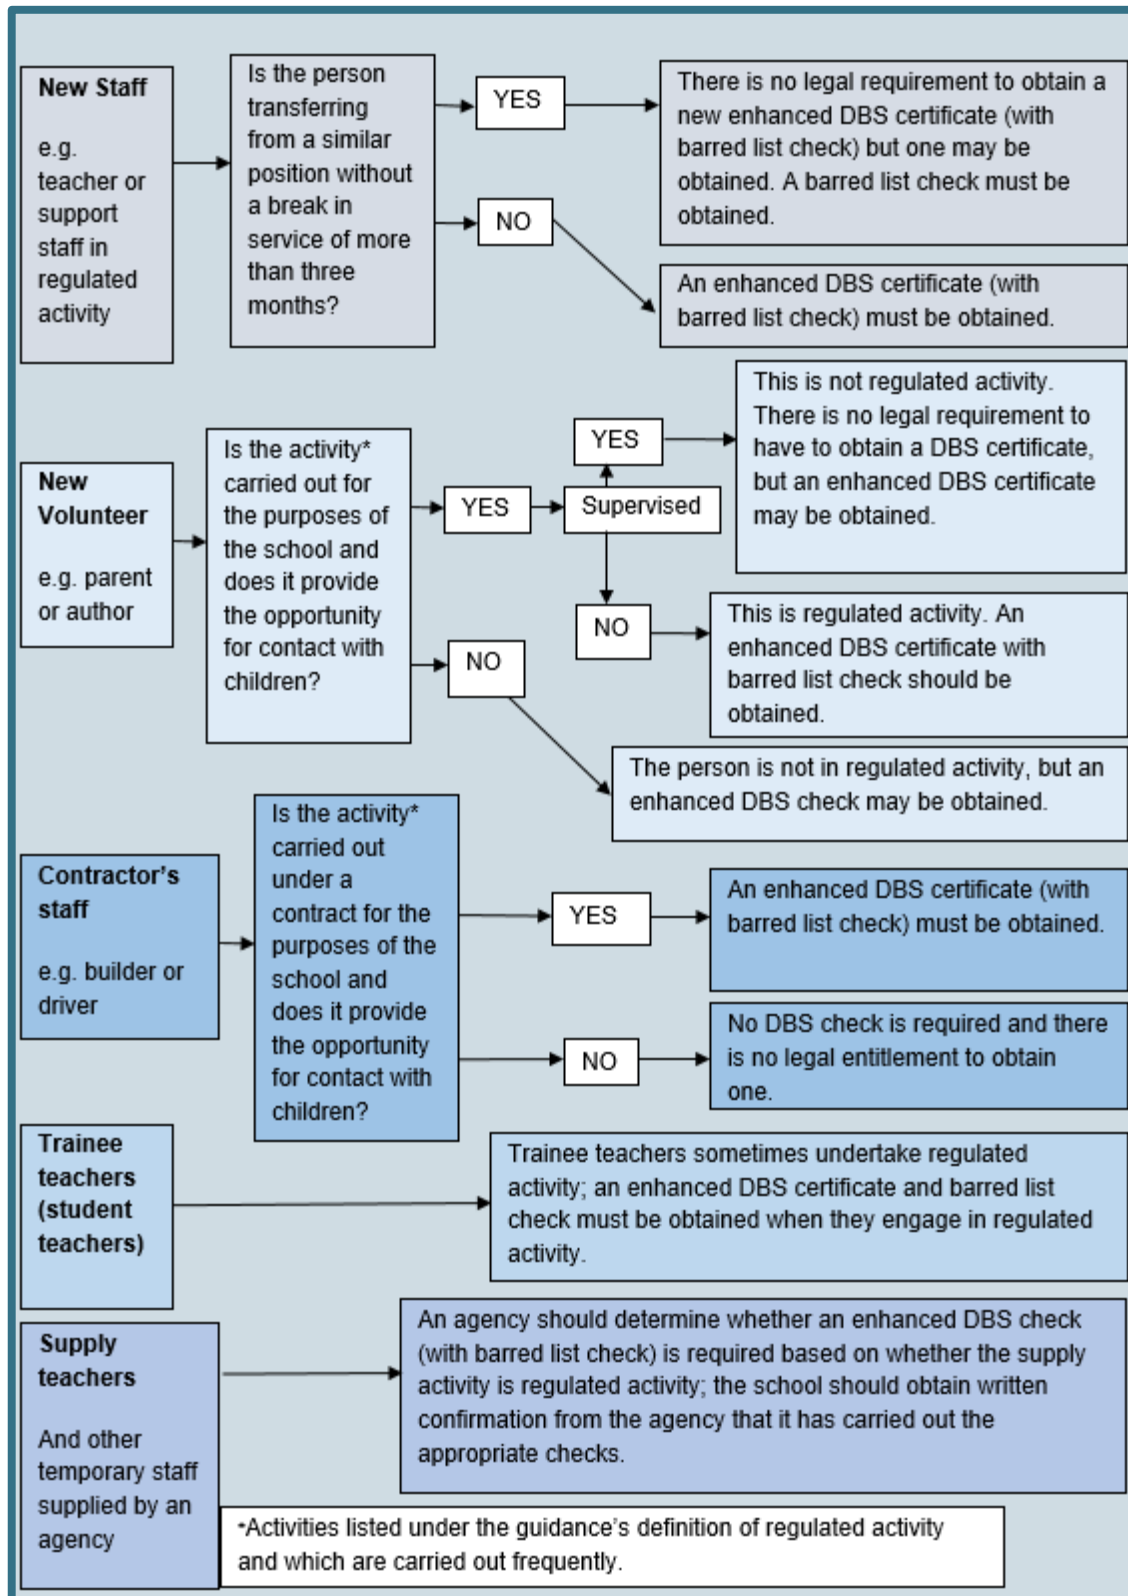 New Staff
e.g.
teacher or
support
staff in
regulated
activity
Is the person
transferring
from a similar
position without
a break in
service of more
than three
months?
YES
There is no legal requirement to obtain a
new enhanced DBS certificate (with
barred list check) but one may be
obtained. A barred list check must be
obtained.
NO
An enhanced DBS certificate (with
barred list check) must be obtained.
New
Volunteer
e.g. parent
or author
Is the activity*
carried out for
the purposes of
the school and
does it provide
the opportunity
for contact with
children?
YES
Supervised
YES
This is not regulated activity.
There is no legal requirement to
have to obtain a DBS certificate,
but an enhanced DBS certificate
may be obtained.
NO
This is regulated activity. An
enhanced DBS certificate with
barred list check should be
obtained.
NO
The person is not in regulated activity, but an
enhanced DBS check may be obtained.
Contractor's
staff
e.g. builder or
driver
Is the activity*
carried out
under a
contract for the
purposes of the
school and
does it provide
the opportunity
for contact with
children?
YES
An enhanced DBS certificate (with
barred list check) must be obtained.
NO
No DBS check is required and there
is no legal entitlement to obtain
one.
Trainee
teachers
(student
teachers)
Trainee teachers sometimes undertake regulated
activity; an enhanced DBS certificate and barred list
check must be obtained when they engage in regulated
activity.
Supply
teachers
And other
temporary staff
supplied by an
agency
An agency should determine whether an enhanced DBS check
(with barred list check) is required based on whether the supply
activity is regulated activity; the school should obtain written
confirmation from the agency that it has carried out the
appropriate checks.
*Activities listed under the guidance's definition of regulated activity
and which are carried out frequently.